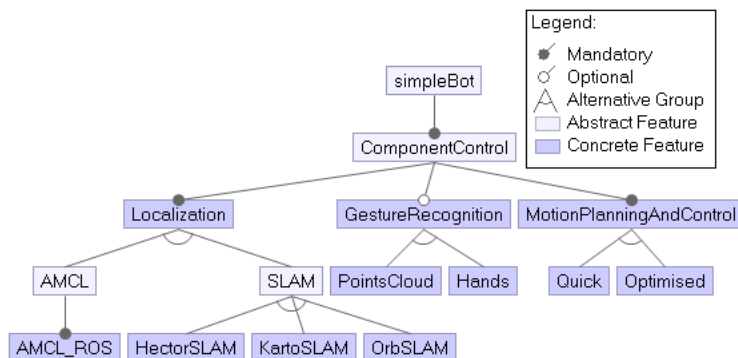 Legend:
Mandatory
Optional
Alternative Group
Abstract Feature
Concrete Feature
simpleBot
ComponentControl
Localization
GestureRecognition
MotionPlanningAndControl
AMCL
SLAM
PointsCloud
Hands
Quick
Optimised
AMCL_ROS
HectorSLAM
KartoSLAM
OrbSLAM